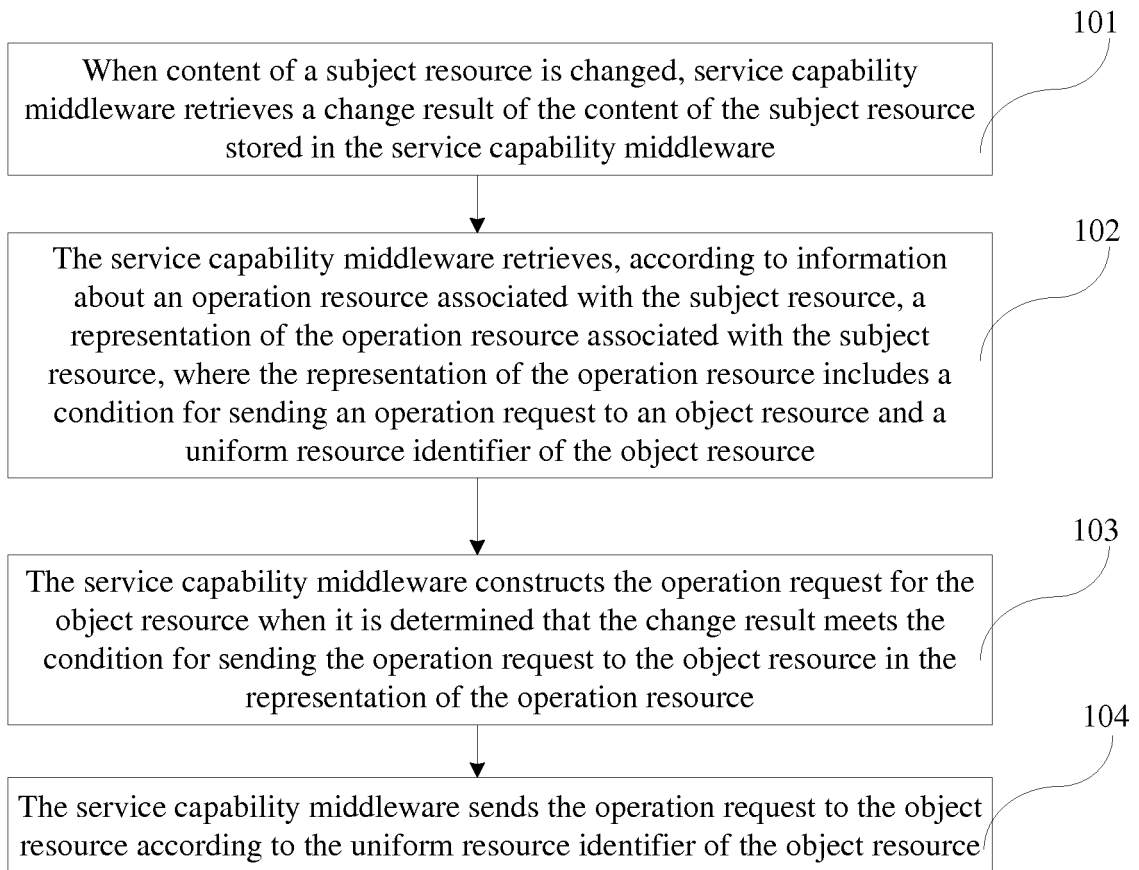 101
When content of a subject resource is changed, service capability
middleware retrieves a change result of the content of the subject resource
stored in the service capability middleware
102
The service capability middleware retrieves, according to information
about an operation resource associated with the subject resource, a
representation of the operation resource associated with the subject
resource, where the representation of the operation resource includes a
condition for sending an operation request to an object resource and a
uniform resource identifier of the object resource
103
The service capability middleware constructs the operation request for the
object resource when it is determined that the change result meets the
condition for sending the operation request to the object resource in the
representation of the operation resource
104
The service capability middleware sends the operation request to the object
resource according to the uniform resource identifier of the object resource